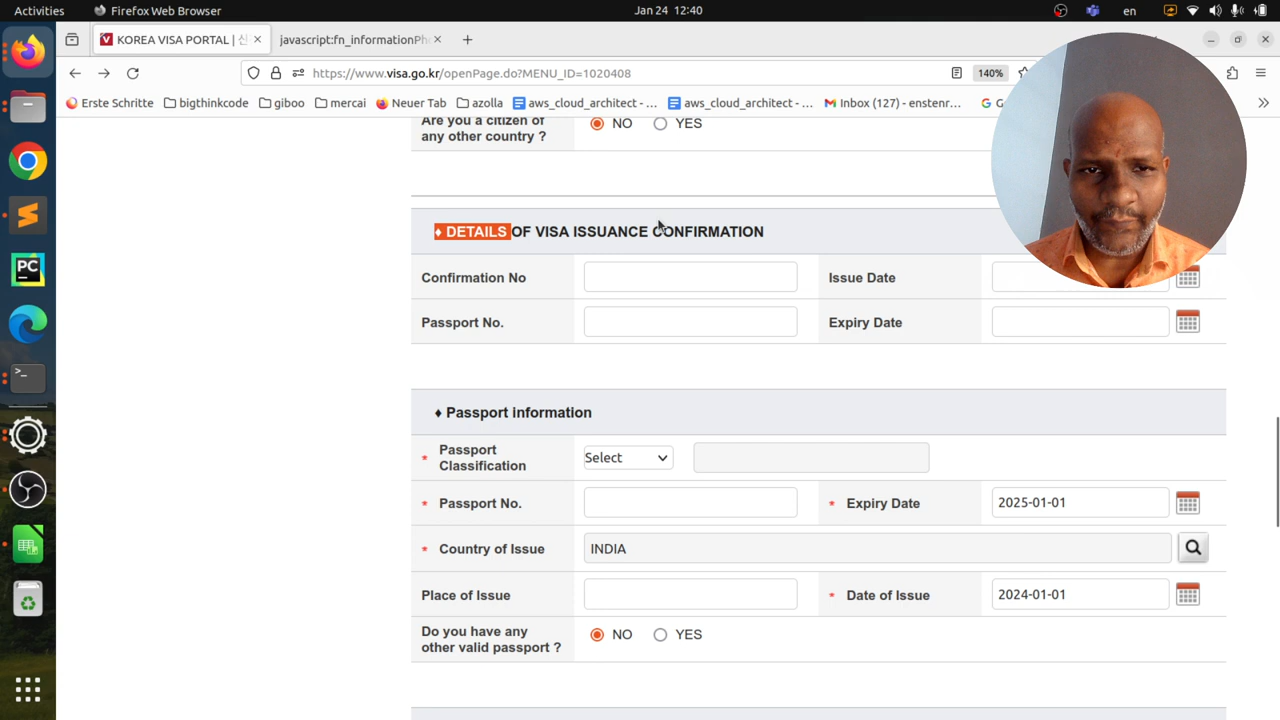 Activities Firefox Web Browser Jan 24 12:40 en
KOREA VISA PORTAL | 신 javascript:fn_informationPh
https://www.visa.go.kr/openPage.do?MENU_ID=1020408 140%
Erste Schritte bigthinkcode giboo mercai Neuer Tab azolla aws_cloud_architect - ... aws_cloud_architect - ... Inbox (127) - enstenr...
Are you a citizen of
any other country ? NO YES
♦ DETAILS OF VISA ISSUANCE CONFIRMATION
Confirmation No Issue Date
Passport No. Expiry Date
♦ Passport information
* Passport
Classification Select
* Passport No. * Expiry Date 2025-01-01
* Country of Issue INDIA
Place of Issue * Date of Issue 2024-01-01
Do you have any
other valid passport ? NO YES
PC